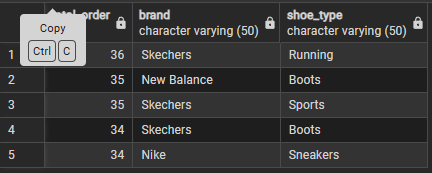 Copy
Ctrl C
order brand shoe_type
character varying (50) character varying (50)
1 36 Skechers Running
2 35 New Balance Boots
3 35 Skechers Sports
4 34 Skechers Boots
5 34 Nike Sneakers